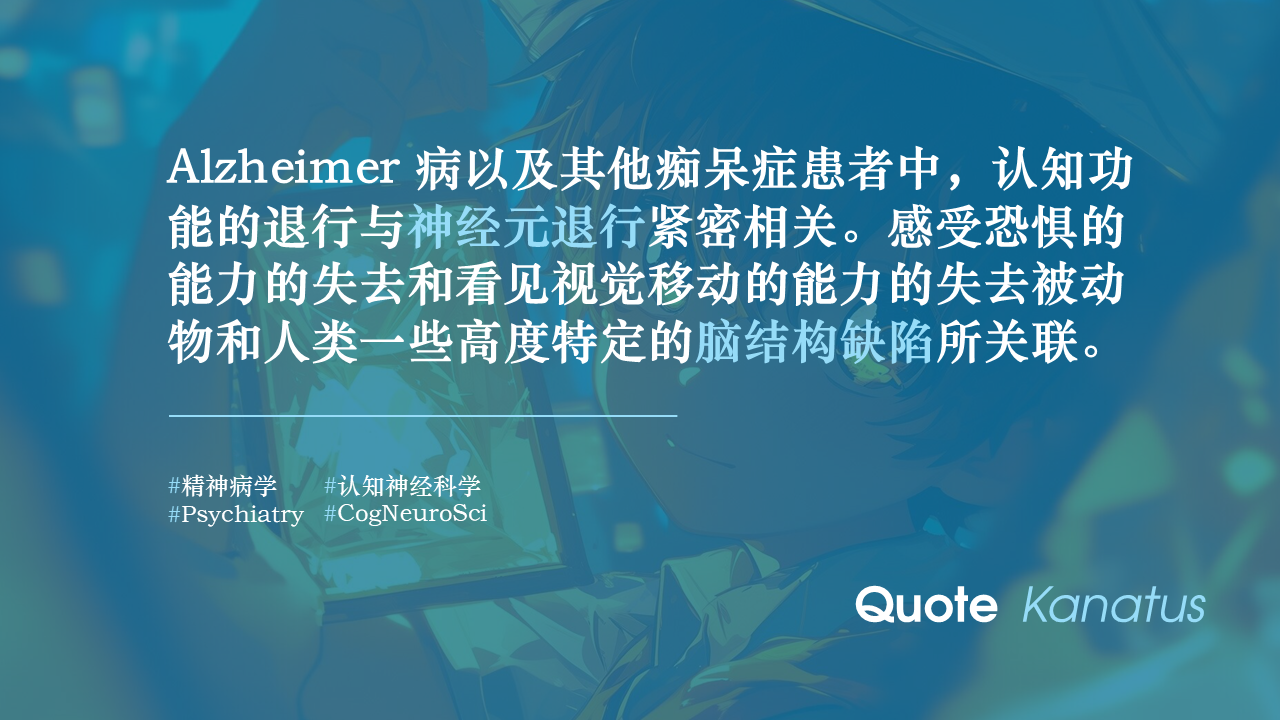 Alzheimer 病以及其他痴呆症患者中，认知功
能的退行与神经元退行紧密相关。感受恐惧的
能力的失去和看见视觉移动的能力的失去被动
物和人类一些高度特定的脑结构缺陷所关联。
#精神病学 #认知神经科学
#Psychiatry #CogNeuroSci
Quote Kanatus